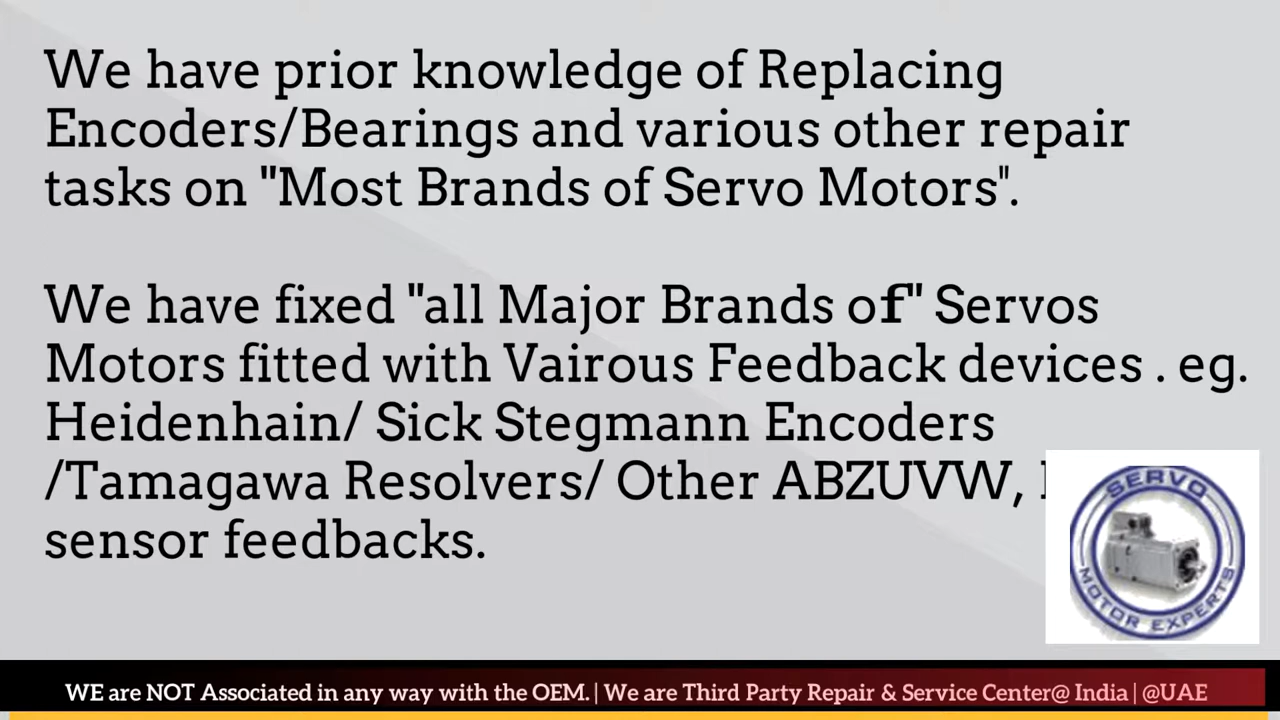 We have prior knowledge of Replacing
Encoders/Bearings and various other repair
tasks on "Most Brands of Servo Motors".
We have fixed "all Major Brands of" Servos
Motors fitted with Vairous Feedback devices . eg.
Heidenhain/ Sick Stegmann Encoders
/Tamagawa Resolvers/ Other ABZUVW,
sensor feedbacks.
SERVO
MOTOR EXPERTS
WE are NOT Associated in any way with the OEM. | We are Third Party Repair & Service Center@ India | @UAE